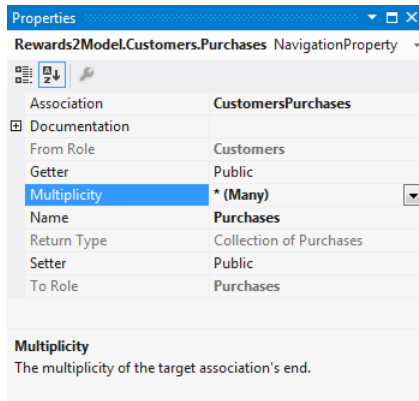 Properties
Rewards2Model.Customers.Purchases NavigationProperty
Association CustomersPurchases
Documentation
From Role Customers
Getter Public
Multiplicity * (Many)
Name Purchases
Return Type Collection of Purchases
Setter Public
To Role Purchases
Multiplicity
The multiplicity of the target association's end.